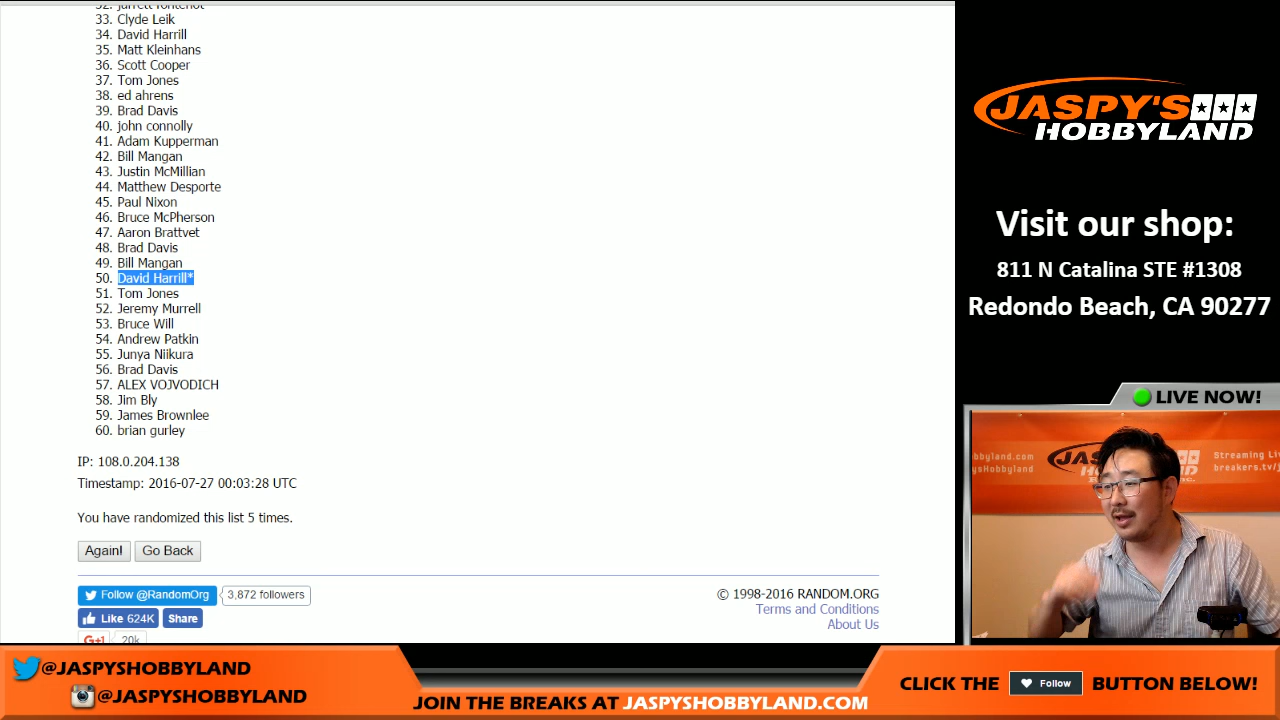 32. Jarrett fontenot
33. Clyde Leik
34. David Harrill
35. Matt Kleinhans
36. Scott Cooper
37. Tom Jones
38. ed ahrens
39. Brad Davis
40. john connolly
41. Adam Kupperman
42. Bill Mangan
43. Justin McMillian
44. Matthew Desporte
45. Paul Nixon
46. Bruce McPherson
47. Aaron Brattvet
48. Brad Davis
49. Bill Mangan
50. David Harrill*
51. Tom Jones
52. Jeremy Murrell
53. Bruce Will
54. Andrew Patkin
55. Junya Niikura
56. Brad Davis
57. ALEX VOJVODICH
58. Jim Bly
59. James Brownlee
60. brian gurley
IP: 108.0.204.138
Timestamp: 2016-07-27 00:03:28 UTC
You have randomized this list 5 times.
Again! Go Back
Follow @RandomOrg 3,872 followers
Like 624K Share
G+1 20k
© 1998-2016 RANDOM.ORG
Terms and Conditions
About Us
JASPY'S
HOBBYLAND
Visit our shop:
811 N Catalina STE #1308
Redondo Beach, CA 90277
LIVE NOW!
Streaming
breakers.tv/
@JASPYSHOBBYLAND
@JASPYSHOBBYLAND
JOIN THE BREAKS AT JASPYSHOBBYLAND.COM
CLICK THE Follow BUTTON BELOW!